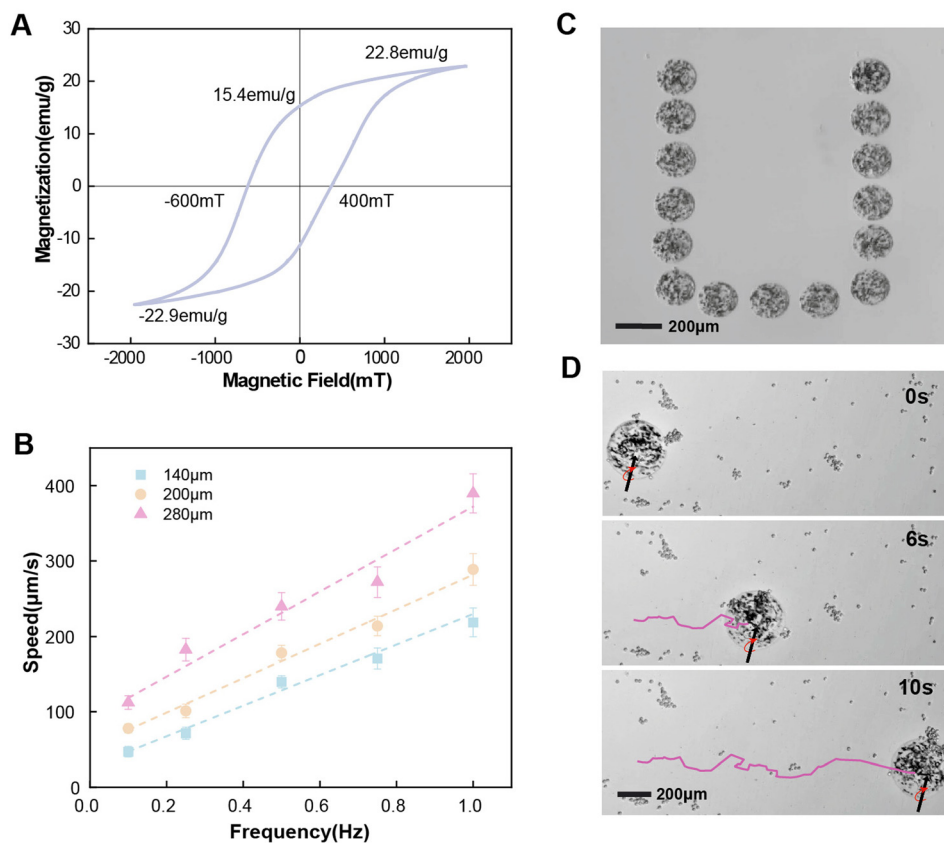 A
30
20
10
0
-10
-20
-30
Magnetization(emu/g)
22.8emu/g
15.4emu/g
-600mT
400mT
-22.9emu/g
-2000
-1000
0
1000
2000
Magnetic Field(mT)
B
140μm
200μm
280μm
400
300
200
100
0
Speed(μm/s)
0.0
0.2
0.4
0.6
0.8
1.0
Frequency(Hz)
C
200μm
D
0s
6s
10s
200μm